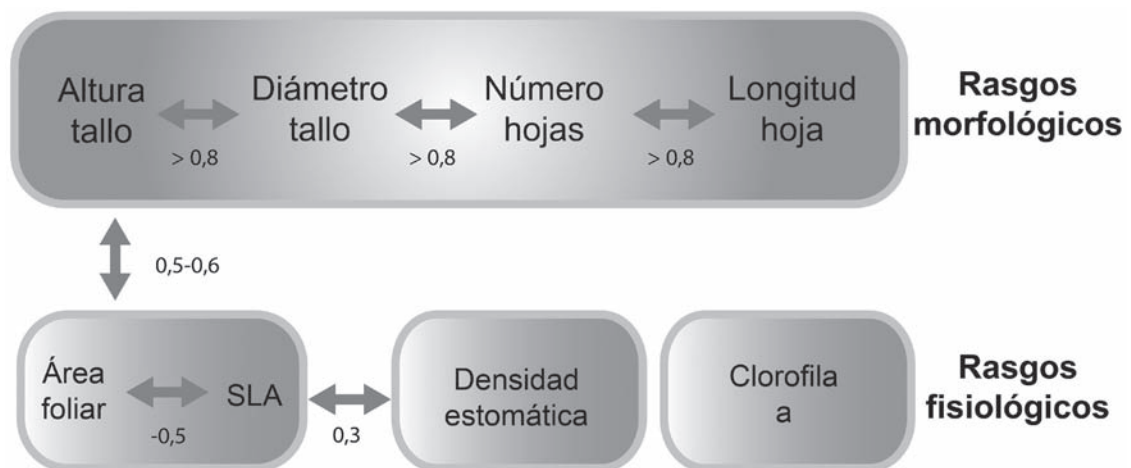 Altura
tallo
Diámetro
tallo
Número
hojas
Longitud
hoja
> 0,8
> 0,8
> 0,8
Rasgos
morfológicos
0,5-0,6
Área
foliar
SLA
-0,5
0,3
Densidad
estomática
Clorofila
a
Rasgos
fisiológicos